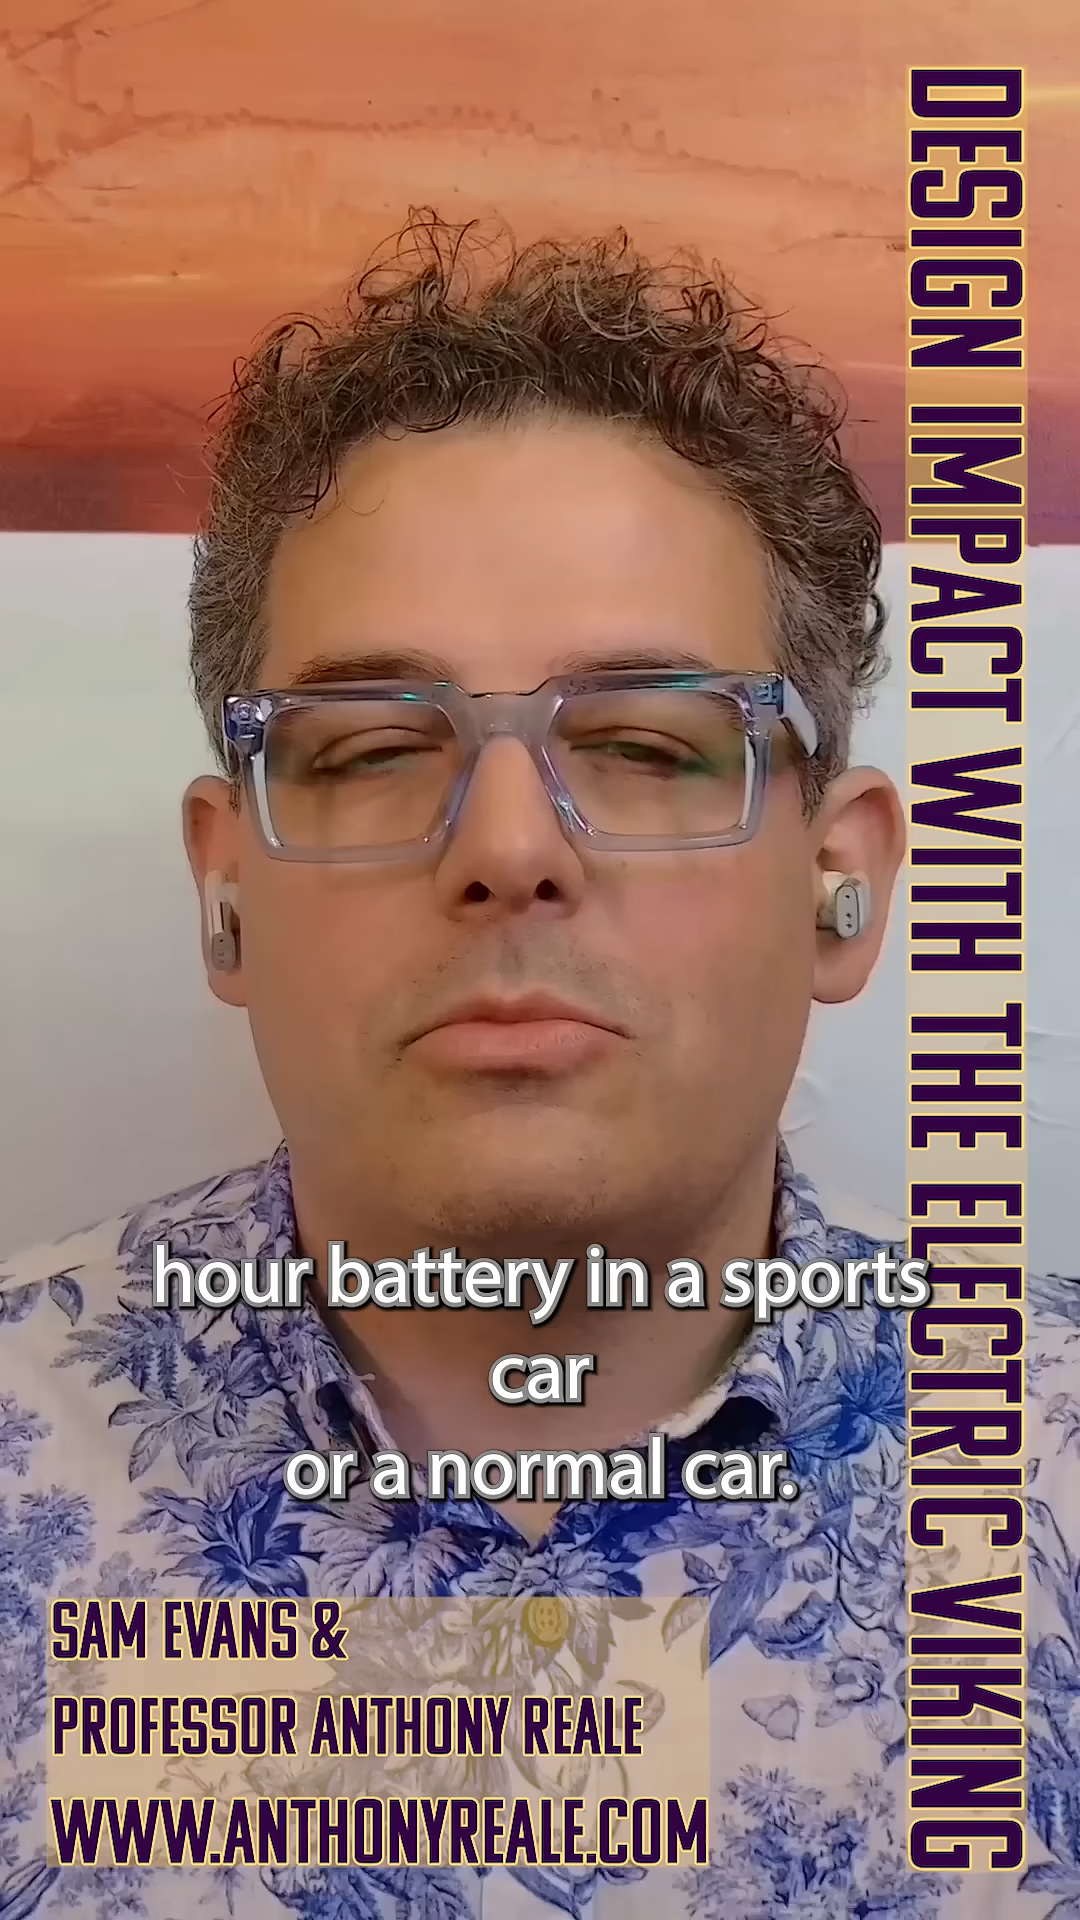 DESIGN IMPACT WITH THE ELECTRIC VIKING
hour battery in a sports
car
or a normal car.
SAM EVANS &
PROFESSOR ANTHONY REALE
WWW.ANTHONYREALE.COM